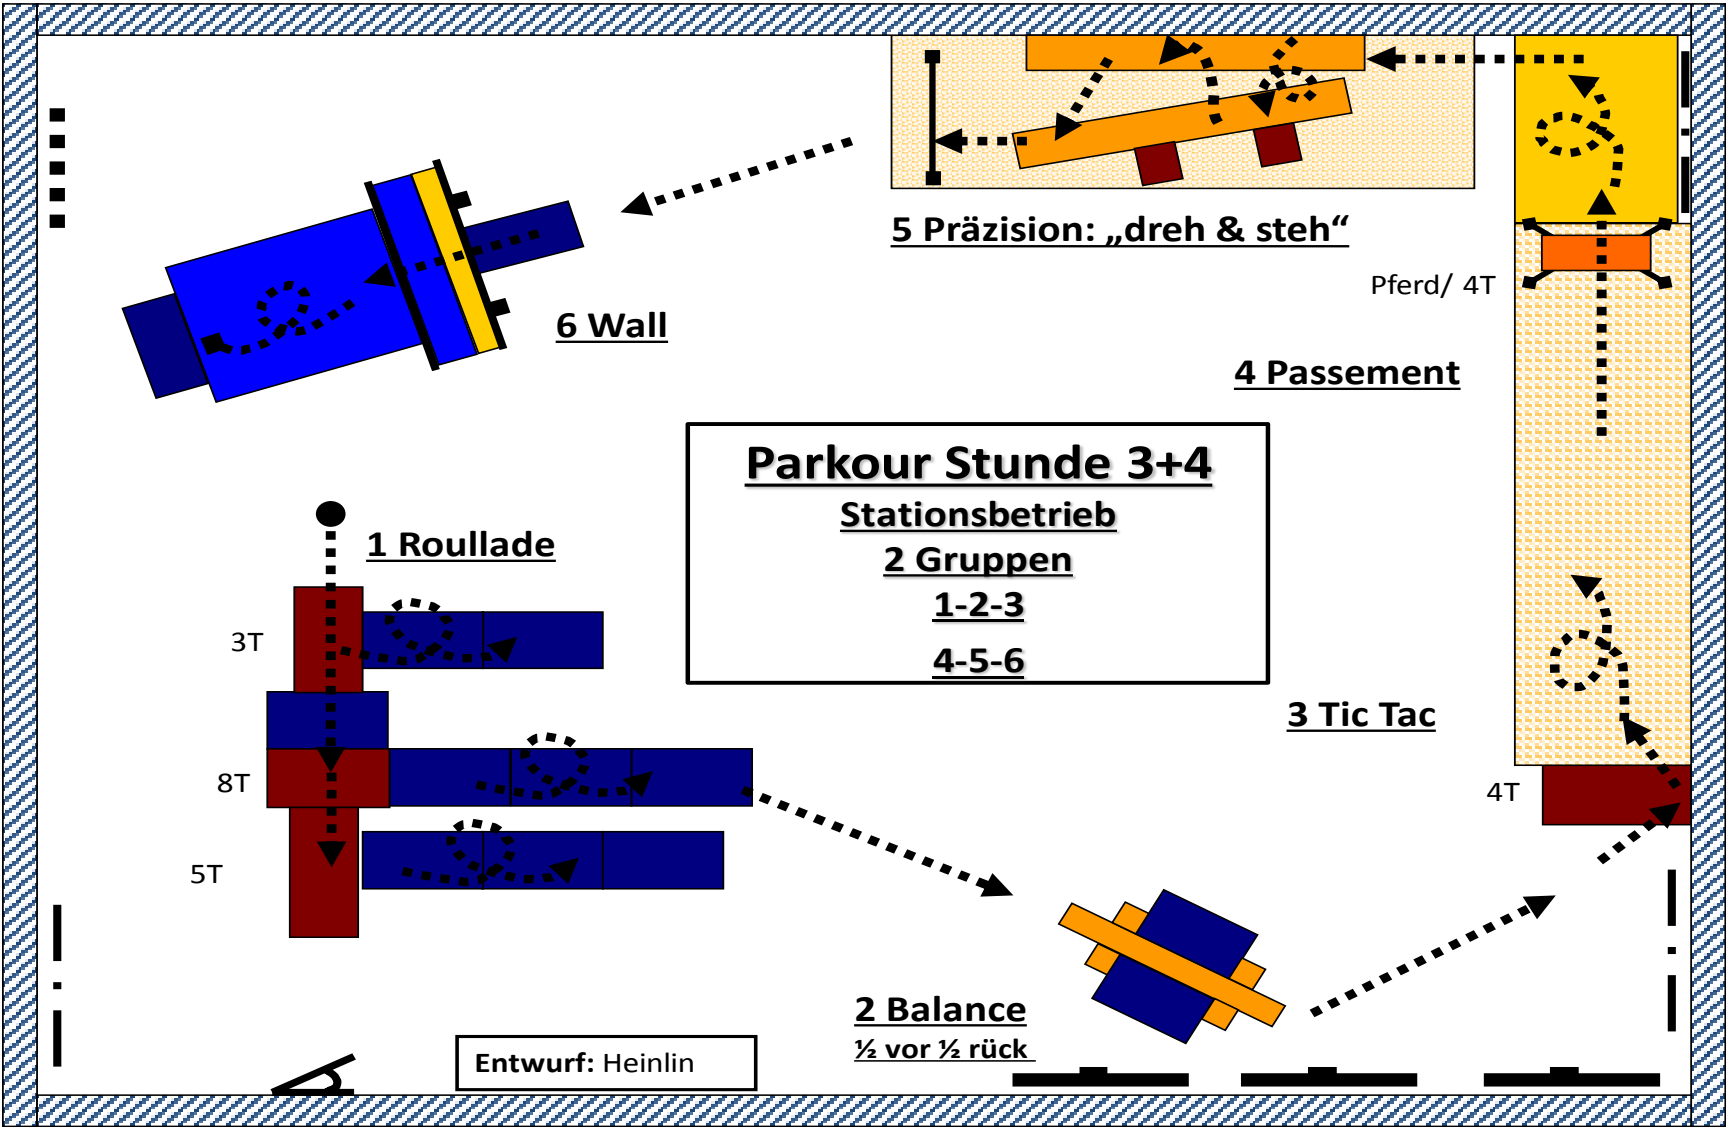 5 Präzision: „dreh & steh“
Pferd/ 4T
6 Wall
4 Passement
Parkour Stunde 3+4
Stationsbetrieb
2 Gruppen
1-2-3
4-5-6
1 Roullade
3T
3 Tic Tac
8T
4T
5T
2 Balance
½ vor ½ rück
Entwurf: Heinlin